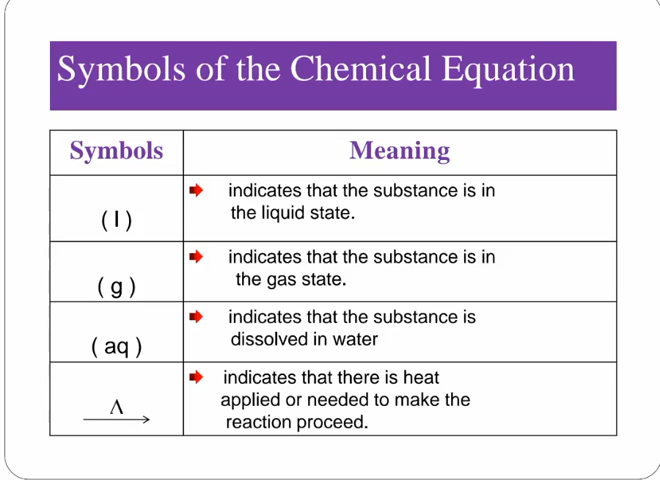 Symbols of the Chemical Equation
Symbols Meaning
( l ) indicates that the substance is in
the liquid state.
( g ) indicates that the substance is in
the gas state.
( aq ) indicates that the substance is
dissolved in water
Λ indicates that there is heat
applied or needed to make the
reaction proceed.